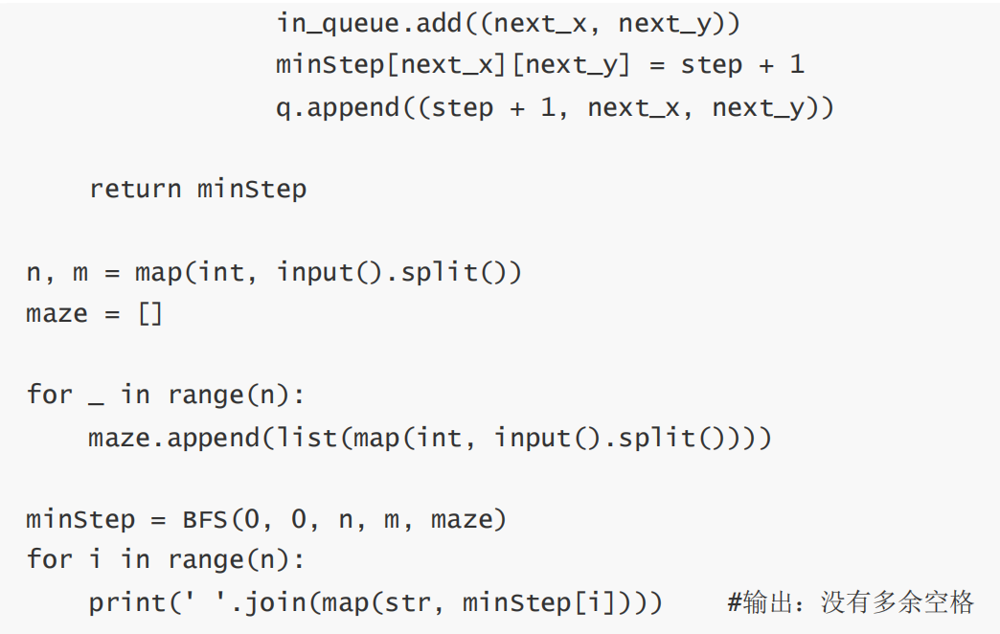 in_queue.add((next_x, next_y))
                minStep[next_x][next_y] = step + 1
                q.append((step + 1, next_x, next_y))

    return minStep

n, m = map(int, input().split())
maze = []

for _ in range(n):
    maze.append(list(map(int, input().split())))

minStep = BFS(0, 0, n, m, maze)
for i in range(n):
    print(' '.join(map(str, minStep[i])))    #输出：没有多余空格